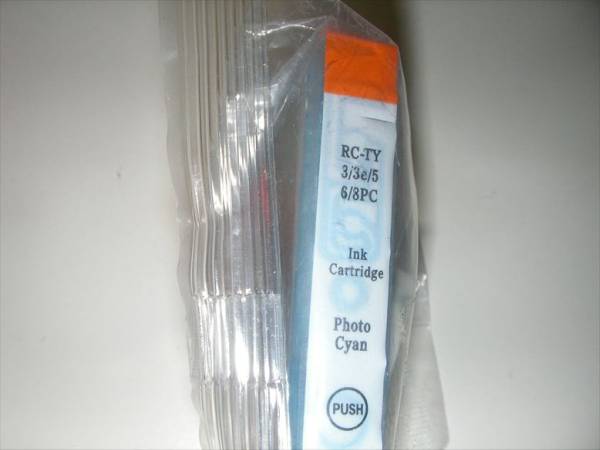 RC-TY
3/3e/5
6/8PC
Ink
Cartridge
Photo
Cyan
PUSH